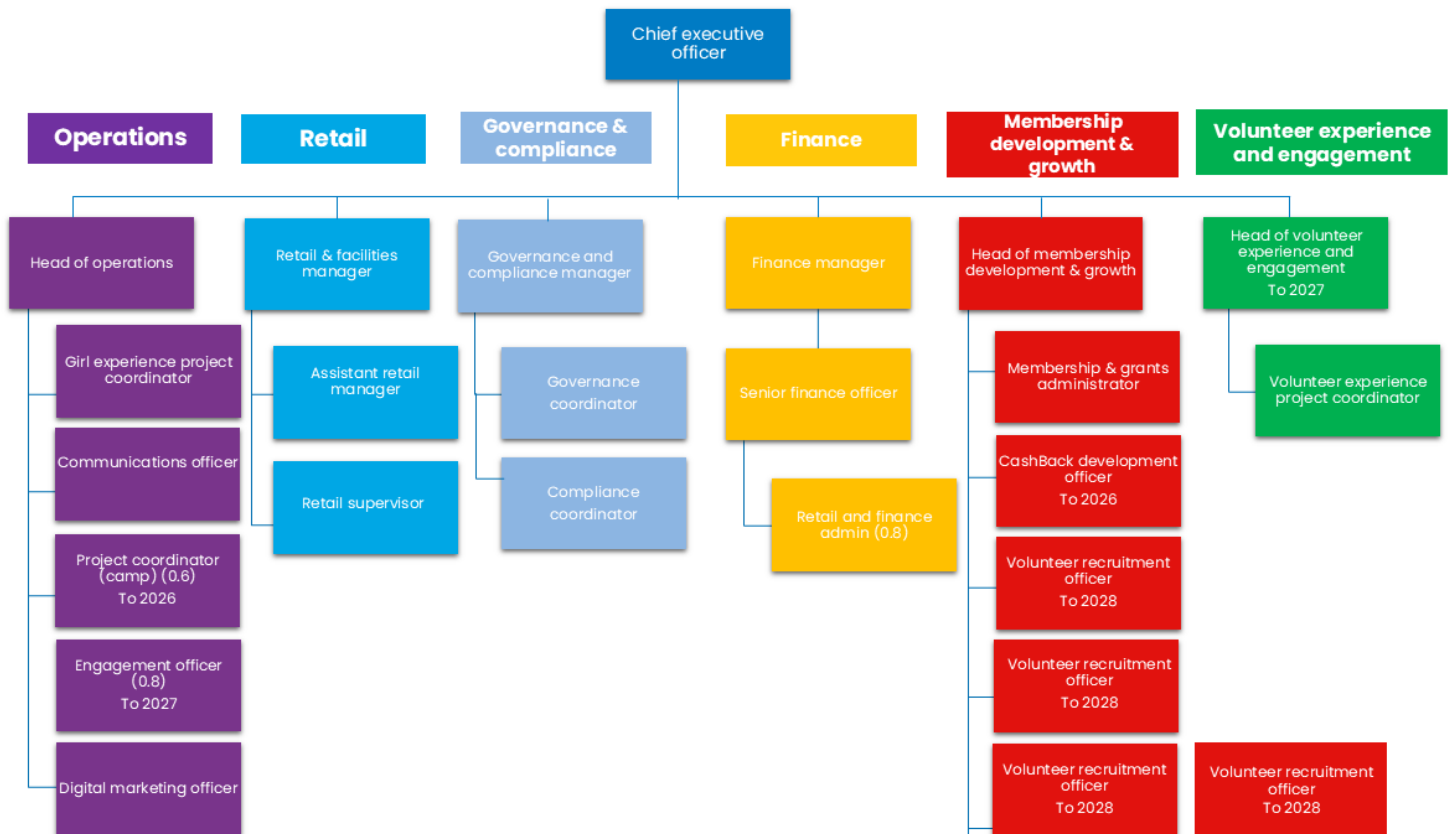 Chief executive
officer
Operations
Retail
Governance &
compliance
Finance
Membership
development &
growth
Volunteer experience
and engagement
Head of operations
Retail & facilities
manager
Governance and
compliance manager
Finance manager
Head of membership
development & growth
Head of volunteer
experience and
engagement
To 2027
Girl experience project
coordinator
Communications officer
Project coordinator
(camp) (0.6)
To 2026
Engagement officer
(0.8)
To 2027
Digital marketing officer
Assistant retail
manager
Retail supervisor
Governance
coordinator
Compliance
coordinator
Senior finance officer
Retail and finance
admin (0.8)
Membership & grants
administrator
CashBack development
officer
To 2026
Volunteer recruitment
officer
To 2028
Volunteer recruitment
officer
To 2028
Volunteer recruitment
officer
To 2028
Volunteer recruitment
officer
To 2028
Volunteer experience
project coordinator